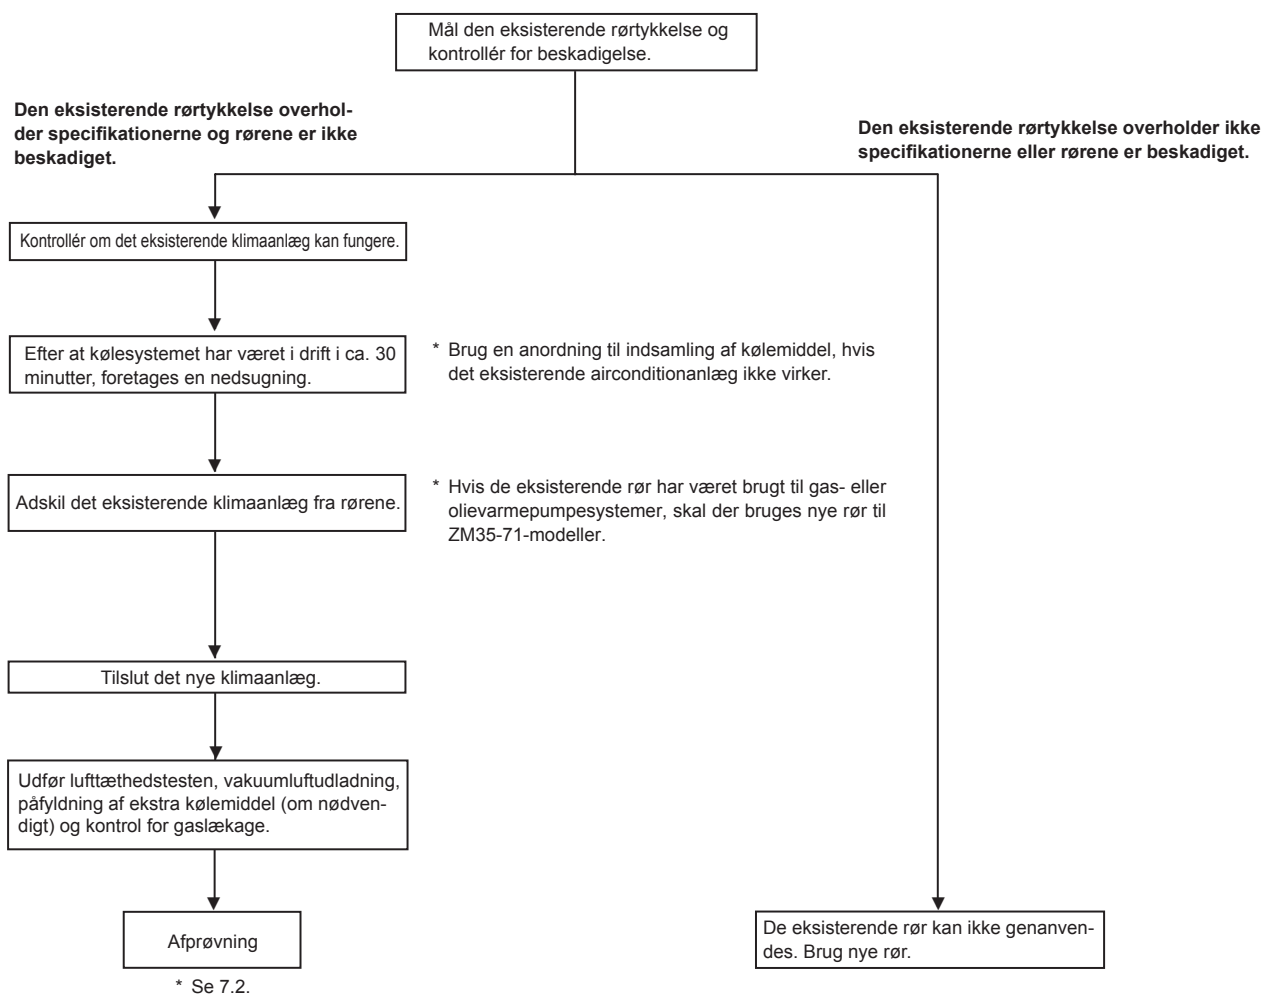 Mål den eksisterende rørtykkelse og
kontrollér for beskadigelse.
Den eksisterende rørtykkelse overhol-
der specifikationerne og rørene er ikke
beskadiget.
Den eksisterende rørtykkelse overholder ikke
specifikationerne eller rørene er beskadiget.
Kontrollér om det eksisterende klimaanlæg kan fungere.
Efter at kølesystemet har været i drift i ca. 30
minutter, foretages en nedsugning.
* Brug en anordning til indsamling af kølemiddel, hvis
det eksisterende airconditionanlæg ikke virker.
Adskil det eksisterende klimaanlæg fra rørene.
* Hvis de eksisterende rør har været brugt til gas- eller
olievarmepumpesystemer, skal der bruges nye rør til
ZM35-71-modeller.
Tilslut det nye klimaanlæg.
Udfør lufttæthedstesten, vakuumluftudladning,
påfyldning af ekstra kølemiddel (om nødven-
digt) og kontrol for gaslækage.
Afprøvning
* Se 7.2.
De eksisterende rør kan ikke genanven-
des. Brug nye rør.